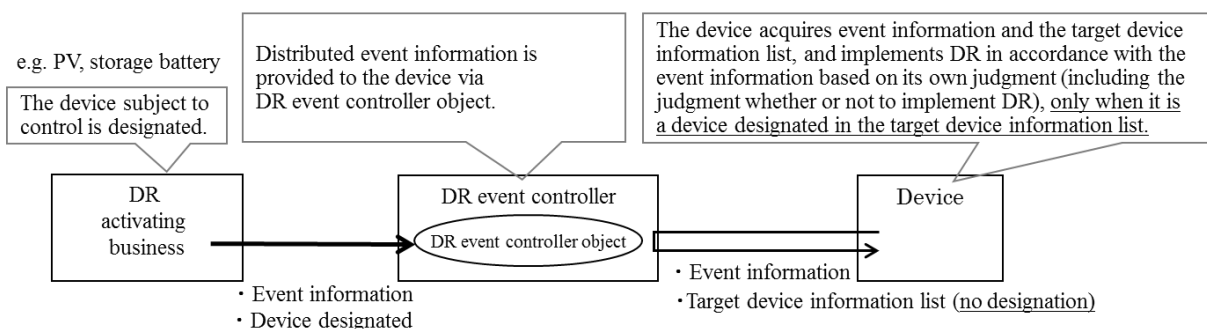 e.g. PV, storage battery
The device subject to
control is designated.
Distributed event information is
provided to the device via
DR event controller object.
The device acquires event information and the target device
information list, and implements DR in accordance with the
event information based on its own judgment (including the
judgment whether or not to implement DR), only when it is
a device designated in the target device information list.
DR
activating
business
DR event controller
DR event controller object
Device
・Event information
・Device designated
・Event information
・Target device information list (no designation)